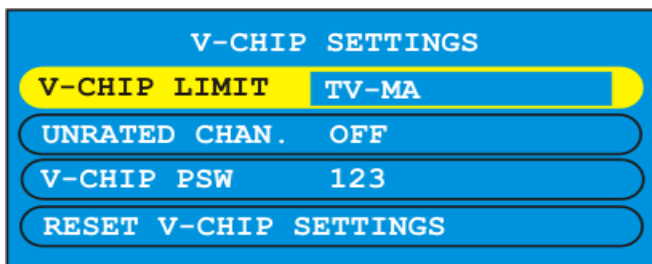 V-CHIP SETTINGS
V-CHIP LIMIT TV-MA
UNRATED CHAN. OFF
V-CHIP PSW 123
RESET V-CHIP SETTINGS